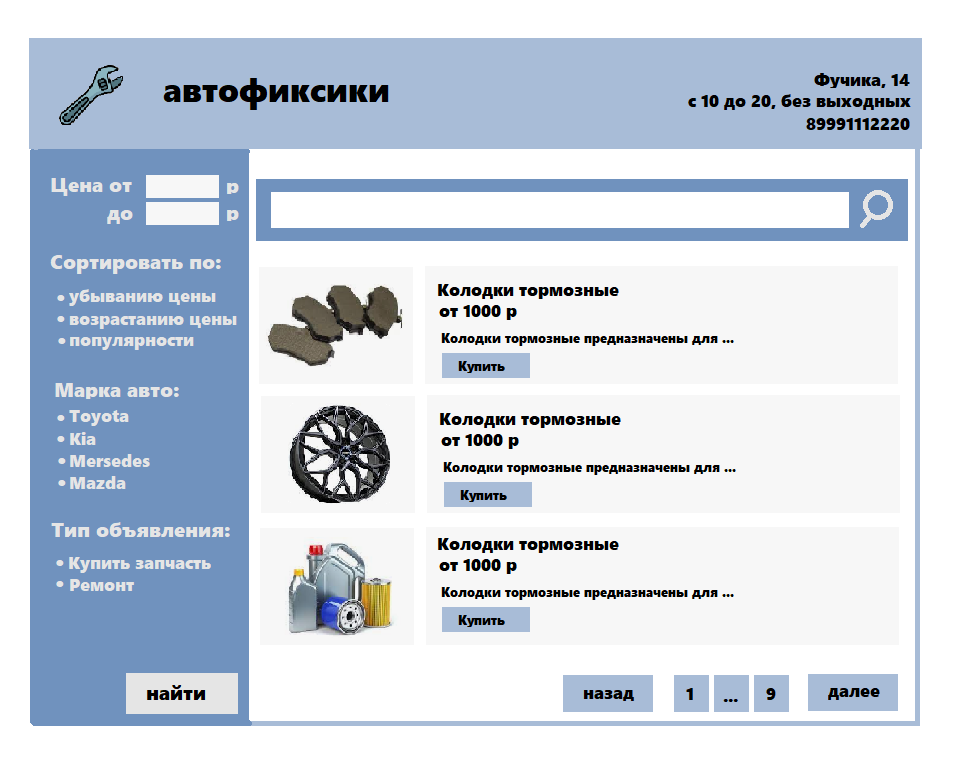 автофиксики
Фучика, 14
с 10 до 20, без выходных
89991112220
Цена от р
до р
Сортировать по:
• убыванию цены
• возрастанию цены
• популярности
Марка авто:
• Toyota
• Kia
• Mersedes
• Mazda
Тип объявления:
• Купить запчасть
• Ремонт
найти
Колодки тормозные
от 1000 р
Колодки тормозные предназначены для ...
Купить
Колодки тормозные
от 1000 р
Колодки тормозные предназначены для ...
Купить
Колодки тормозные
от 1000 р
Колодки тормозные предназначены для ...
Купить
назад 1 ... 9 далее